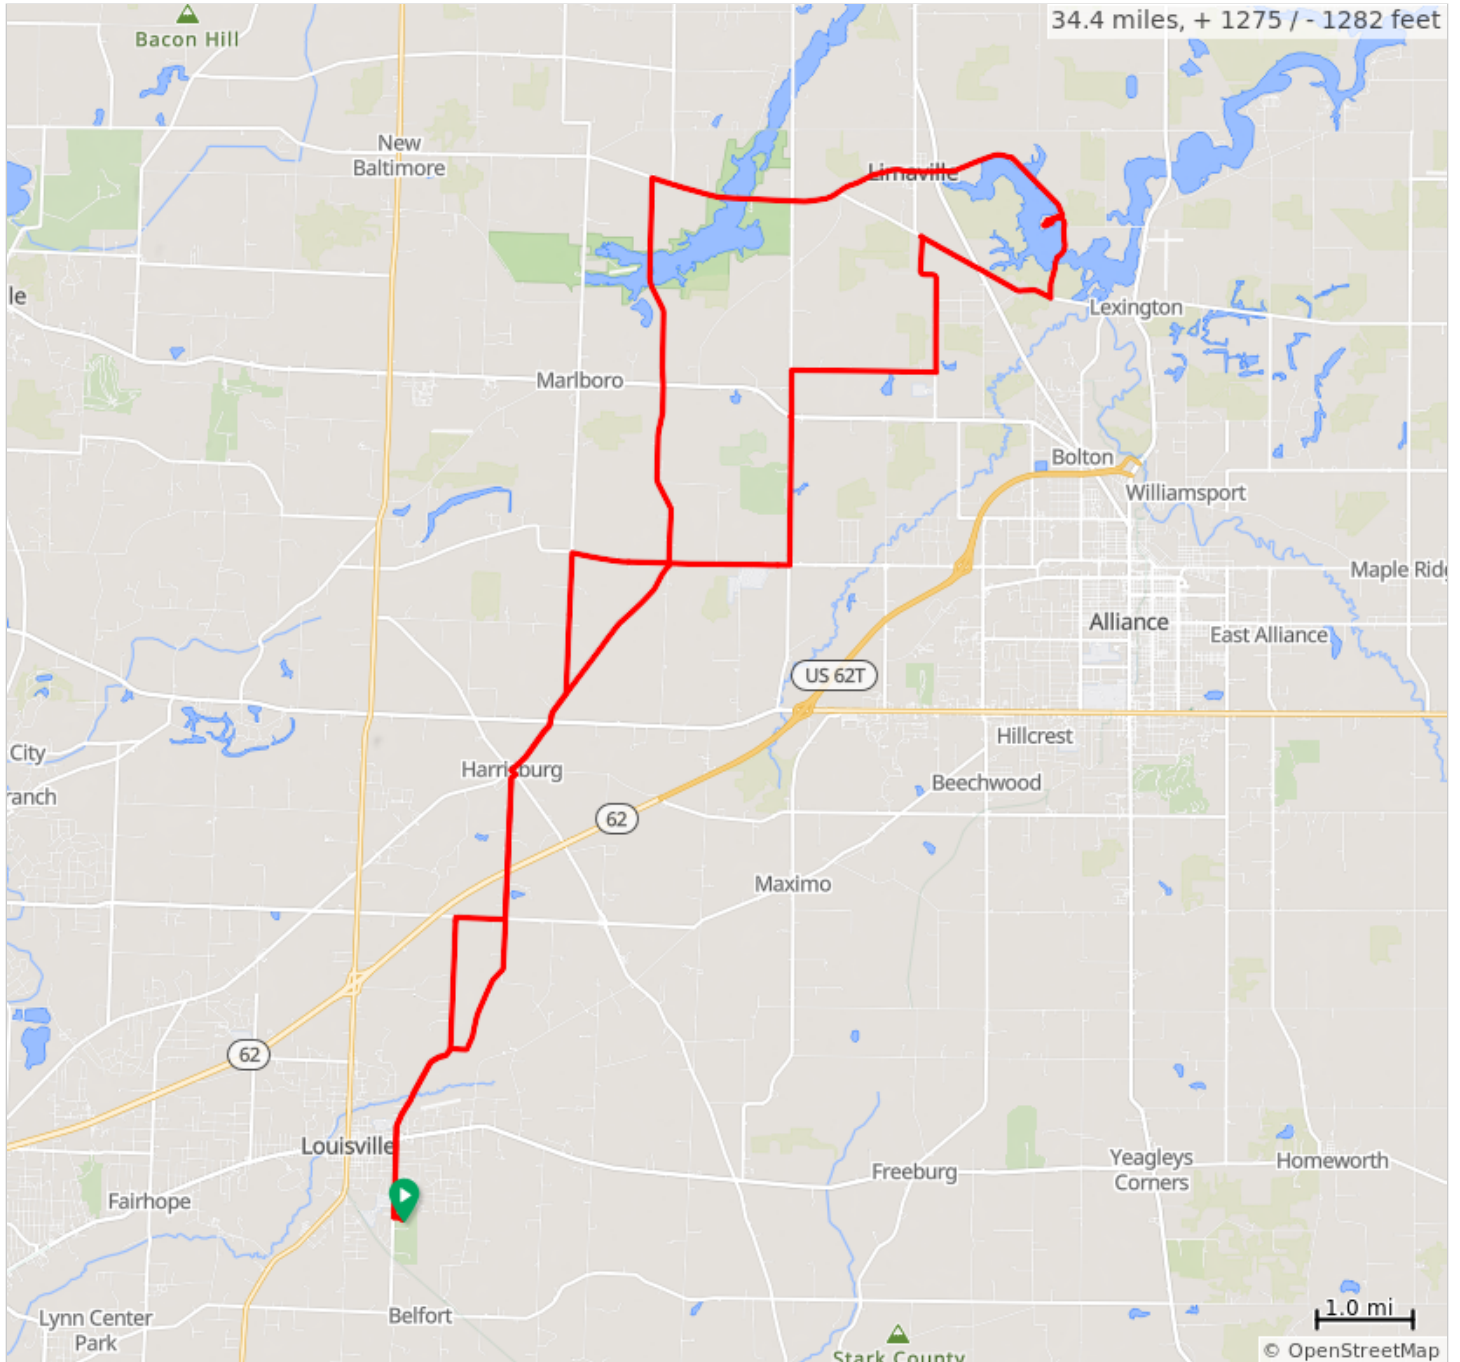 34.4 miles, + 1275 / - 1282 feet
Bacon Hill
New
Baltimore
Limaville
le
Lexington
Marlboro
Bolton
Williamsport
Maple Ridg
Alliance
East Alliance
US 62T
City
Hillcrest
Harrisburg
Beechwood
ranch
62
Maximo
62
Louisville
Freeburg
Yeagleys
Corners
Homeworth
Fairhope
Belfort
Lynn Center
Park
1.0 mi
Stark County
© OpenStreetMap